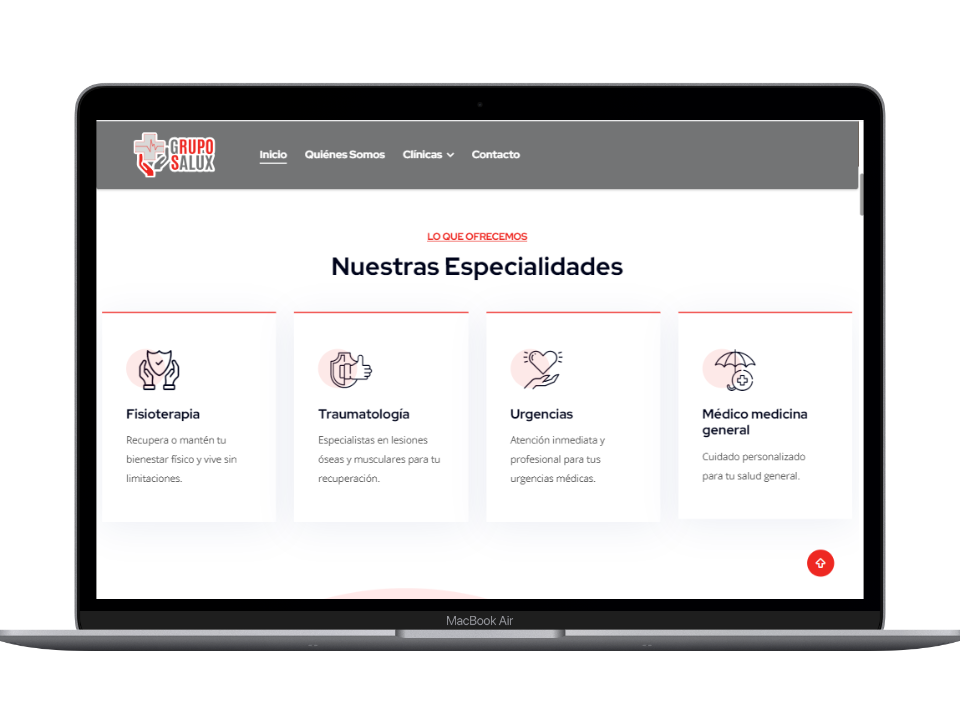 GRUPO
SALUX
Inicio Quiénes Somos Clínicas Contacto
LO QUE OFRECEMOS
Nuestras Especialidades
Fisioterapia
Recupera o mantén tu
bienestar físico y vive sin
limitaciones.
Traumatología
Especialistas en lesiones
óseas y musculares para tu
recuperación.
Urgencias
Atención inmediata y
profesional para tus
urgencias médicas.
Médico medicina
general
Cuidado personalizado
para tu salud general.
MacBook Air